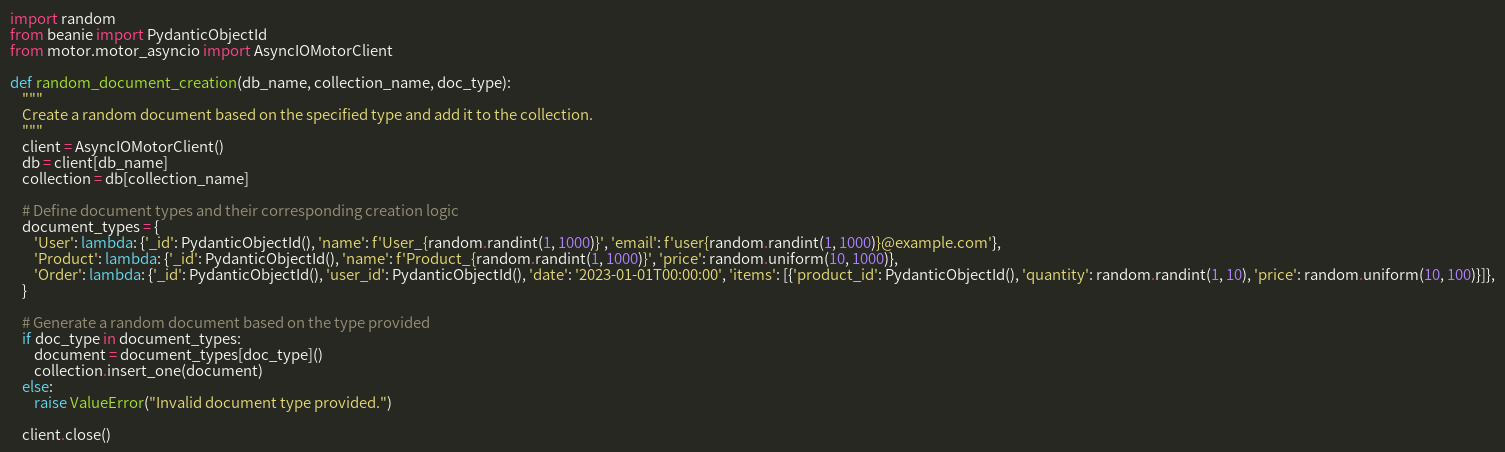 import random
from beanie import PydanticObjectId
from motor.motor_asyncio import AsyncIOMotorClient

def random_document_creation(db_name, collection_name, doc_type):
    """
    Create a random document based on the specified type and add it to the collection.
    """
    client = AsyncIOMotorClient()
    db = client[db_name]
    collection = db[collection_name]

    # Define document types and their corresponding creation logic
    document_types = {
        'User': lambda: {'_id': PydanticObjectId(), 'name': f'User_{random.randint(1, 1000)}', 'email': f'user{random.randint(1, 1000)}@example.com'},
        'Product': lambda: {'_id': PydanticObjectId(), 'name': f'Product_{random.randint(1, 1000)}', 'price': random.uniform(10, 1000)},
        'Order': lambda: {'_id': PydanticObjectId(), 'user_id': PydanticObjectId(), 'date': '2023-01-01T00:00:00', 'items': [{'product_id': PydanticObjectId(), 'quantity': random.randint(1, 10), 'price': random.uniform(10, 100)}]},
    }

    # Generate a random document based on the type provided
    if doc_type in document_types:
        document = document_types[doc_type]()
        collection.insert_one(document)
    else:
        raise ValueError("Invalid document type provided.")

    client.close()